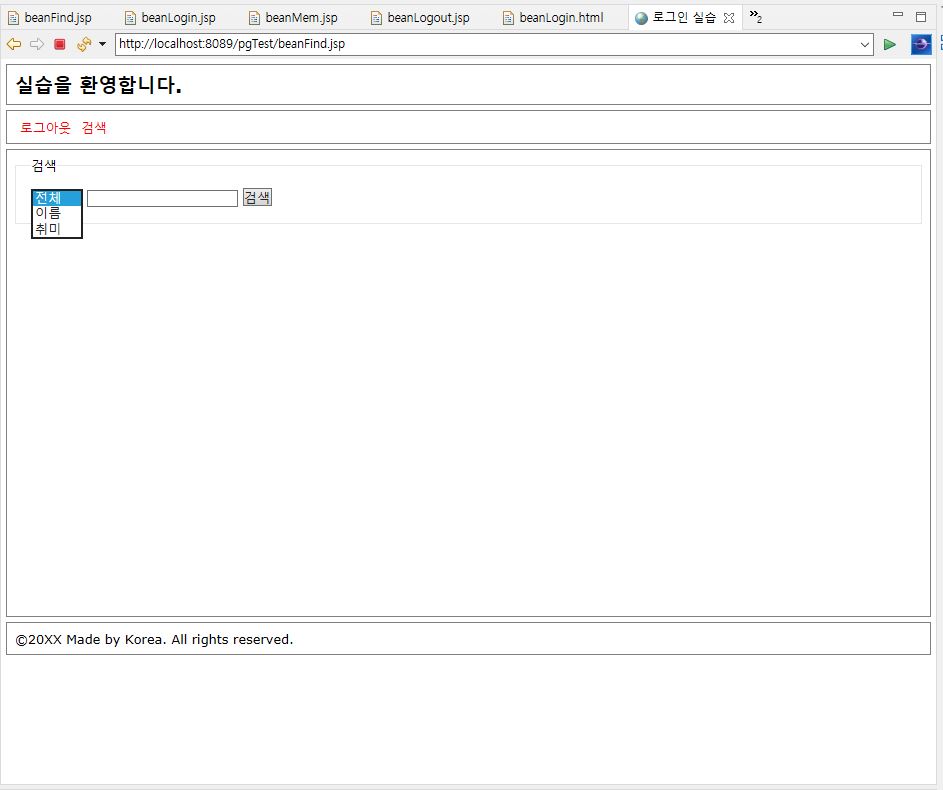 beanFind.jsp beanLogin.jsp beanMem.jsp beanLogout.jsp beanLogin.html 로그인 실습 »2
http://localhost:8089/pgTest/beanFind.jsp
실습을 환영합니다.
로그아웃 검색
검색
전체 검색
이름
취미
©20XX Made by Korea. All rights reserved.